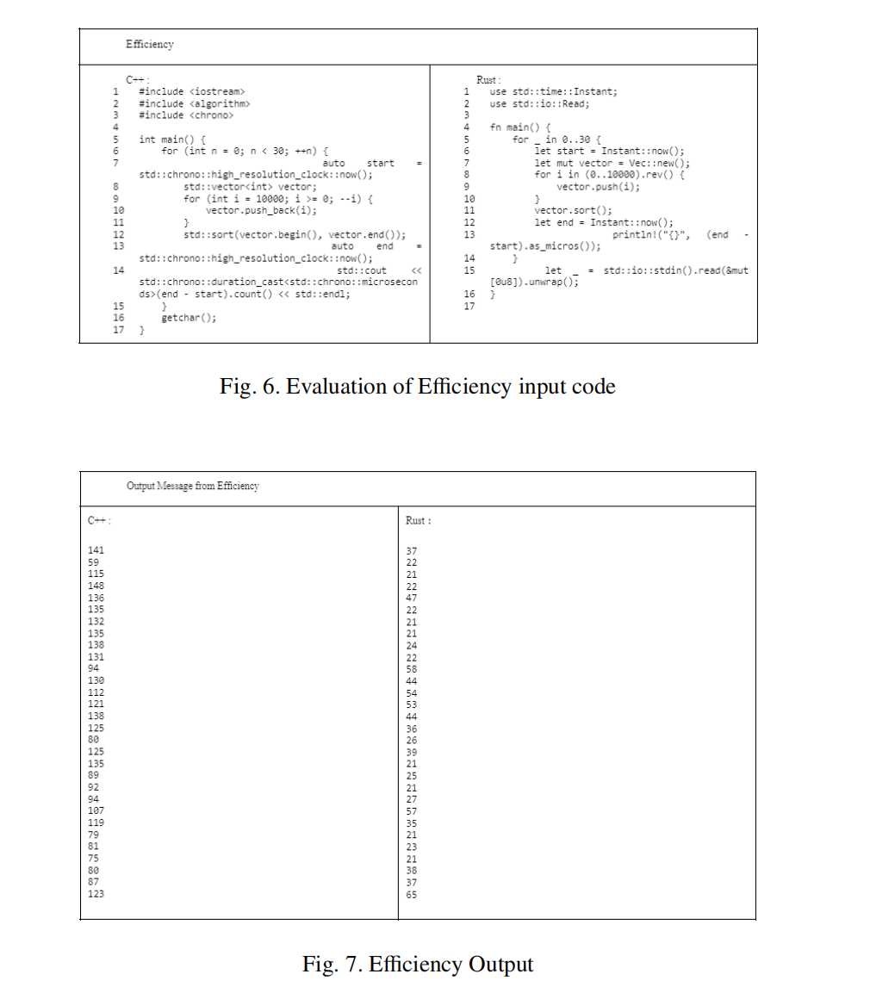 Efficiency
C++ :
1 #include <iostream>
2 #include <algorithm>
3 #include <chrono>
4
5 int main() {
6 for (int n = 0; n < 30; ++n) {
7 auto start =
std::chrono::high_resolution_clock::now();
8 std::vector<int> vector;
9 for (int i = 10000; i >= 0; --i) {
10 vector.push_back(i);
11 }
12 std::sort(vector.begin(), vector.end());
13 auto end =
std::chrono::high_resolution_clock::now();
14 std::cout <<
std::chrono::duration_cast<std::chrono::microsecon
ds>(end - start).count() << std::endl;
15 }
16 getchar();
17 }
Rust :
1 use std::time::Instant;
2 use std::io::Read;
3
4 fn main() {
5 for _ in 0..30 {
6 let start = Instant::now();
7 let mut vector = Vec::new();
8 for i in (0..10000).rev() {
9 vector.push(i);
10 }
11 vector.sort();
12 let end = Instant::now();
13 println!("{}", (end -
start).as_micros());
14 }
15 let _ = std::io::stdin().read(&mut
[0u8]).unwrap();
16 }
17
Fig. 6. Evaluation of Efficiency input code
Output Message from Efficiency
C++ :
141
59
115
148
136
135
132
135
138
131
94
130
112
121
138
125
80
125
135
89
92
94
107
119
79
81
75
80
87
123
Rust :
37
22
21
22
47
22
21
21
24
22
58
44
54
53
44
36
26
39
21
25
21
27
57
35
21
23
21
38
37
65
Fig. 7. Efficiency Output